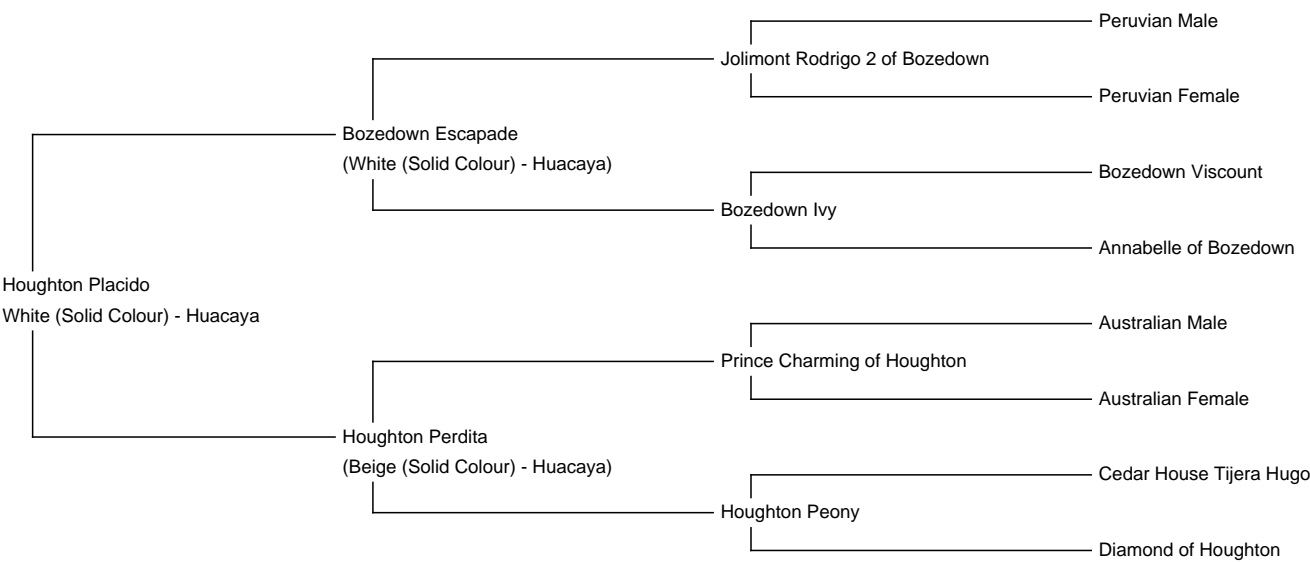 Peruvian Male
Jolimont Rodrigo 2 of Bozedown
Peruvian Female
Bozedown Escapade
(White (Solid Colour) - Huacaya)
Bozedown Viscount
Bozedown Ivy
Annabelle of Bozedown
Houghton Placido
White (Solid Colour) - Huacaya
Australian Male
Prince Charming of Houghton
Australian Female
Houghton Perdita
(Beige (Solid Colour) - Huacaya)
Cedar House Tijera Hugo
Houghton Peony
Diamond of Houghton